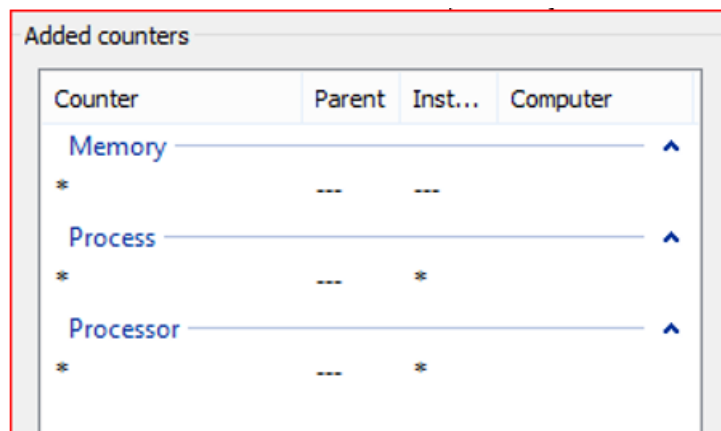 Added counters
Counter Parent Inst... Computer
Memory
* --- ---
Process
* --- *
Processor
* --- *